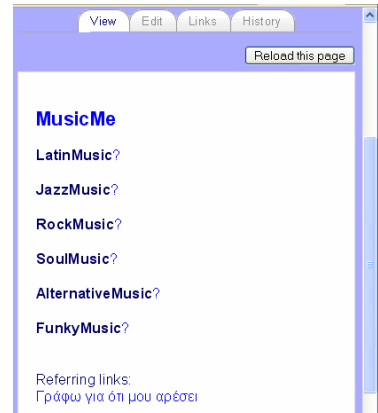 View Edit Links History
Reload this page
MusicMe
LatinMusic?
JazzMusic?
RockMusic?
SoulMusic?
AlternativeMusic?
FunkyMusic?
Referring links:
Γράφω για ότι μου αρέσει